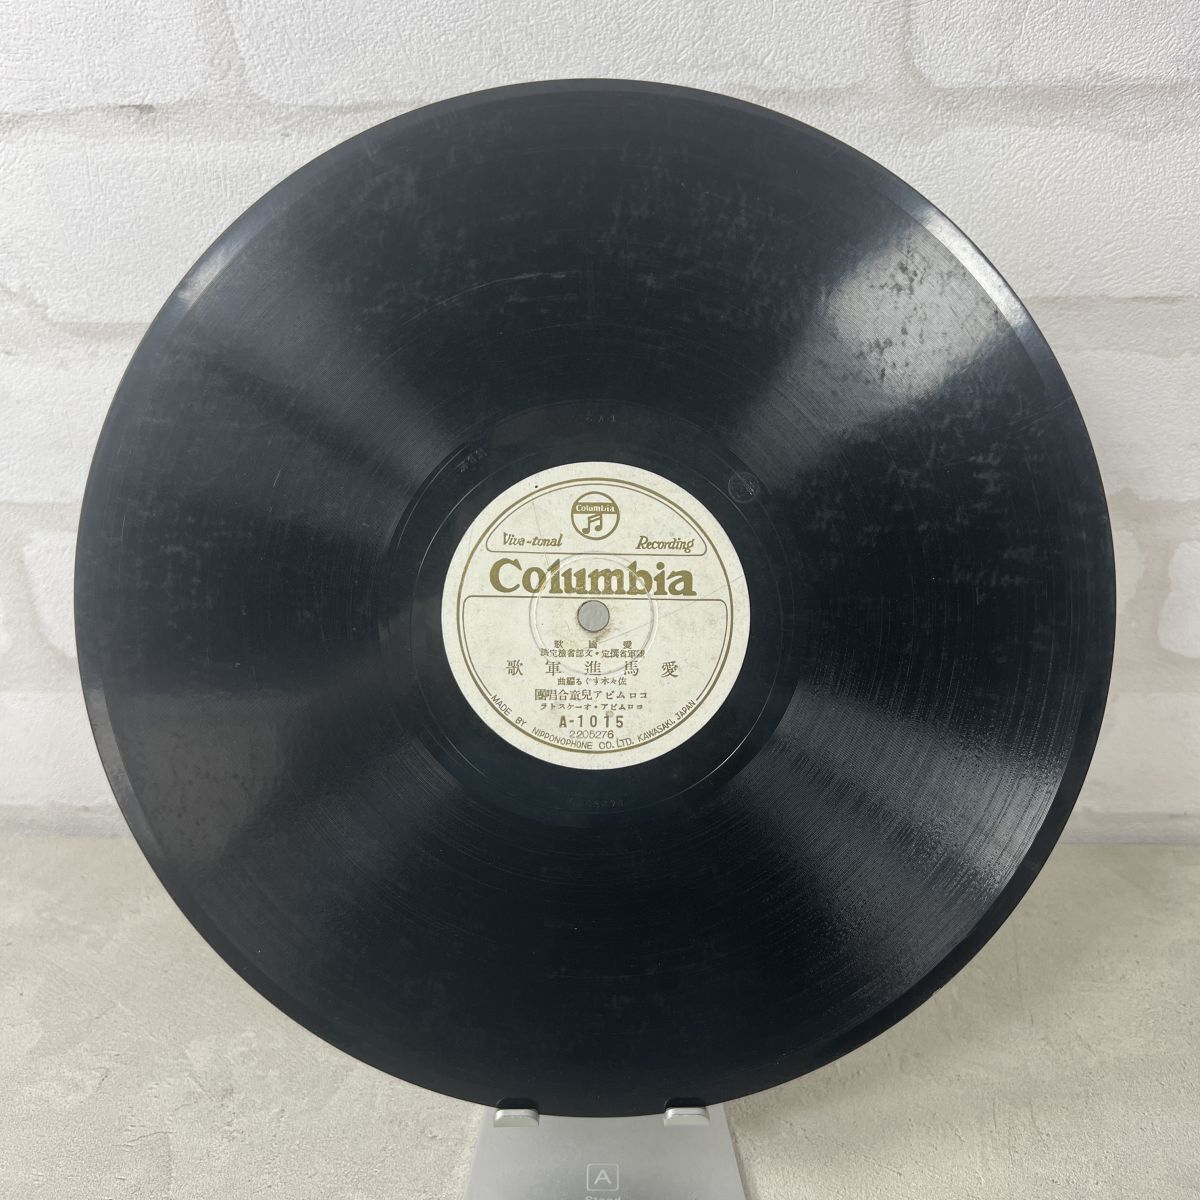 Columbia
Viva-tonal Recording
Columbia
歌國愛
濟定檢省部文・定撰省軍陸
歌軍進馬愛
曲編るぐす木々佐
團唱合童兒アビムロコ
ラトスケーオ・アビムロコ
A-1015
2205276
MADE BY NIPPONOPHONE CO. LTD. KAWASAKI, JAPAN
A